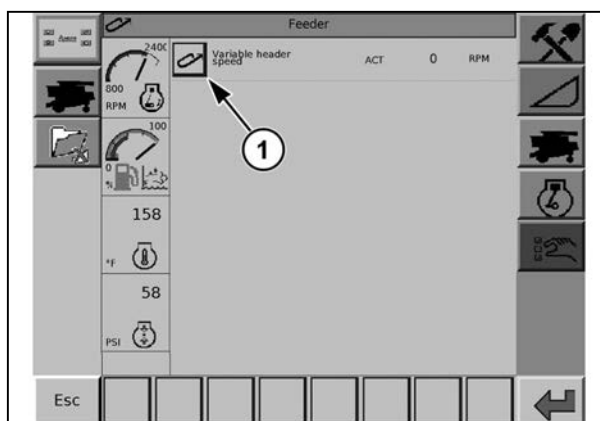 Feeder
2400
800
RPM
Variable header
speed
ACT
0
RPM
1
100
0
%
158
°F
58
PSI
Esc